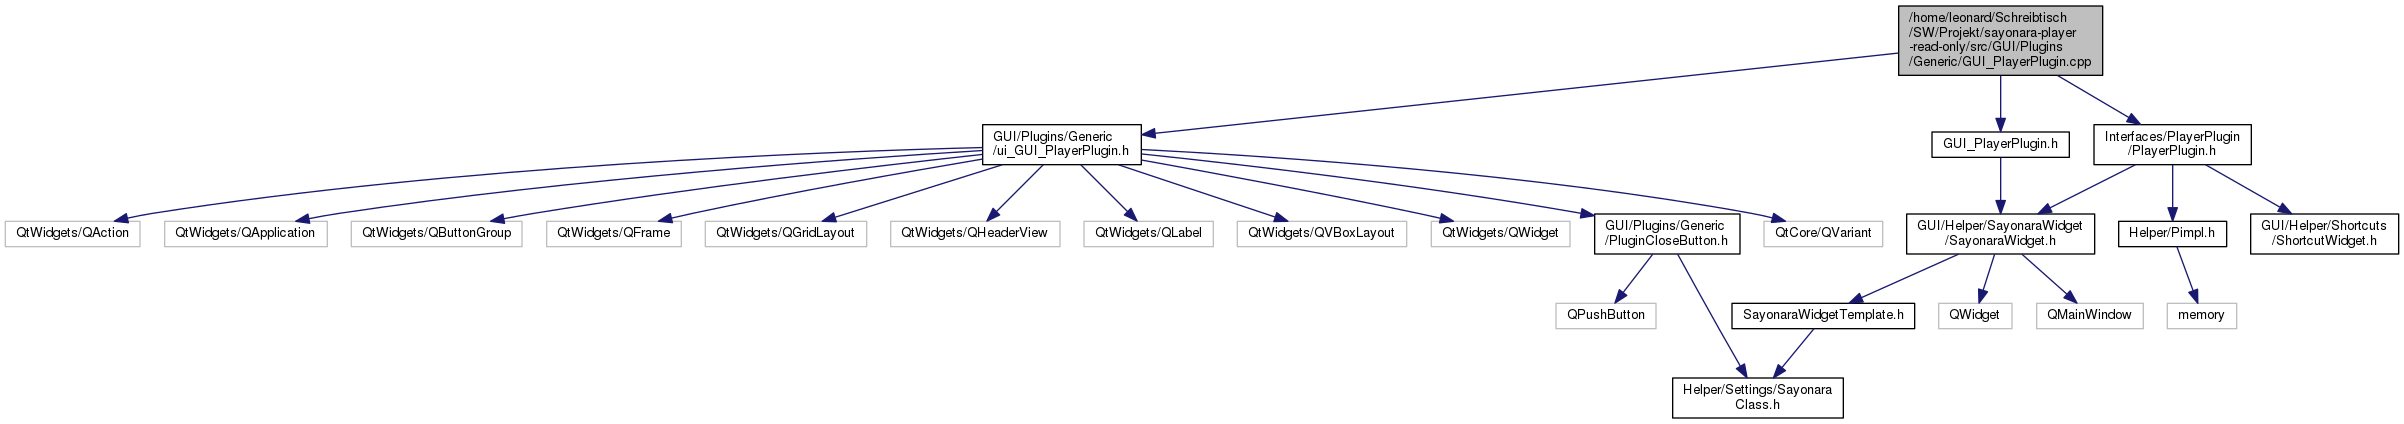 /home/leonard/Schreibtisch
/SW/Projekt/sayonara-player
-read-only/src/GUI/Plugins
/Generic/GUI_PlayerPlugin.cpp
GUI/Plugins/Generic
/ui_GUI_PlayerPlugin.h
GUI_PlayerPlugin.h
Interfaces/PlayerPlugin
/PlayerPlugin.h
QtWidgets/QAction
QtWidgets/QApplication
QtWidgets/QButtonGroup
QtWidgets/QFrame
QtWidgets/QGridLayout
QtWidgets/QHeaderView
QtWidgets/QLabel
QtWidgets/QVBoxLayout
QtWidgets/QWidget
GUI/Plugins/Generic
/PluginCloseButton.h
QtCore/QVariant
GUI/Helper/SayonaraWidget
/SayonaraWidget.h
Helper/Pimpl.h
GUI/Helper/Shortcuts
/ShortcutWidget.h
QPushButton
SayonaraWidgetTemplate.h
QWidget
QMainWindow
memory
Helper/Settings/Sayonara
Class.h